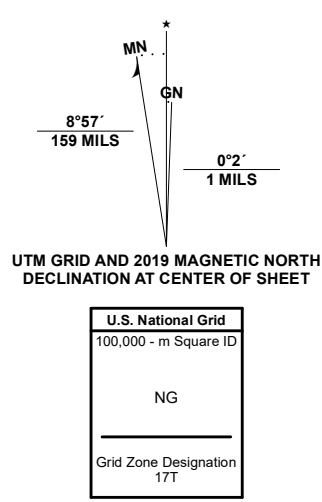 ★
MN
GN
8°57´
159 MILS
0°2´
1 MILS
UTM GRID AND 2019 MAGNETIC NORTH
DECLINATION AT CENTER OF SHEET
U.S. National Grid
100,000 - m Square ID
NG
Grid Zone Designation
17T